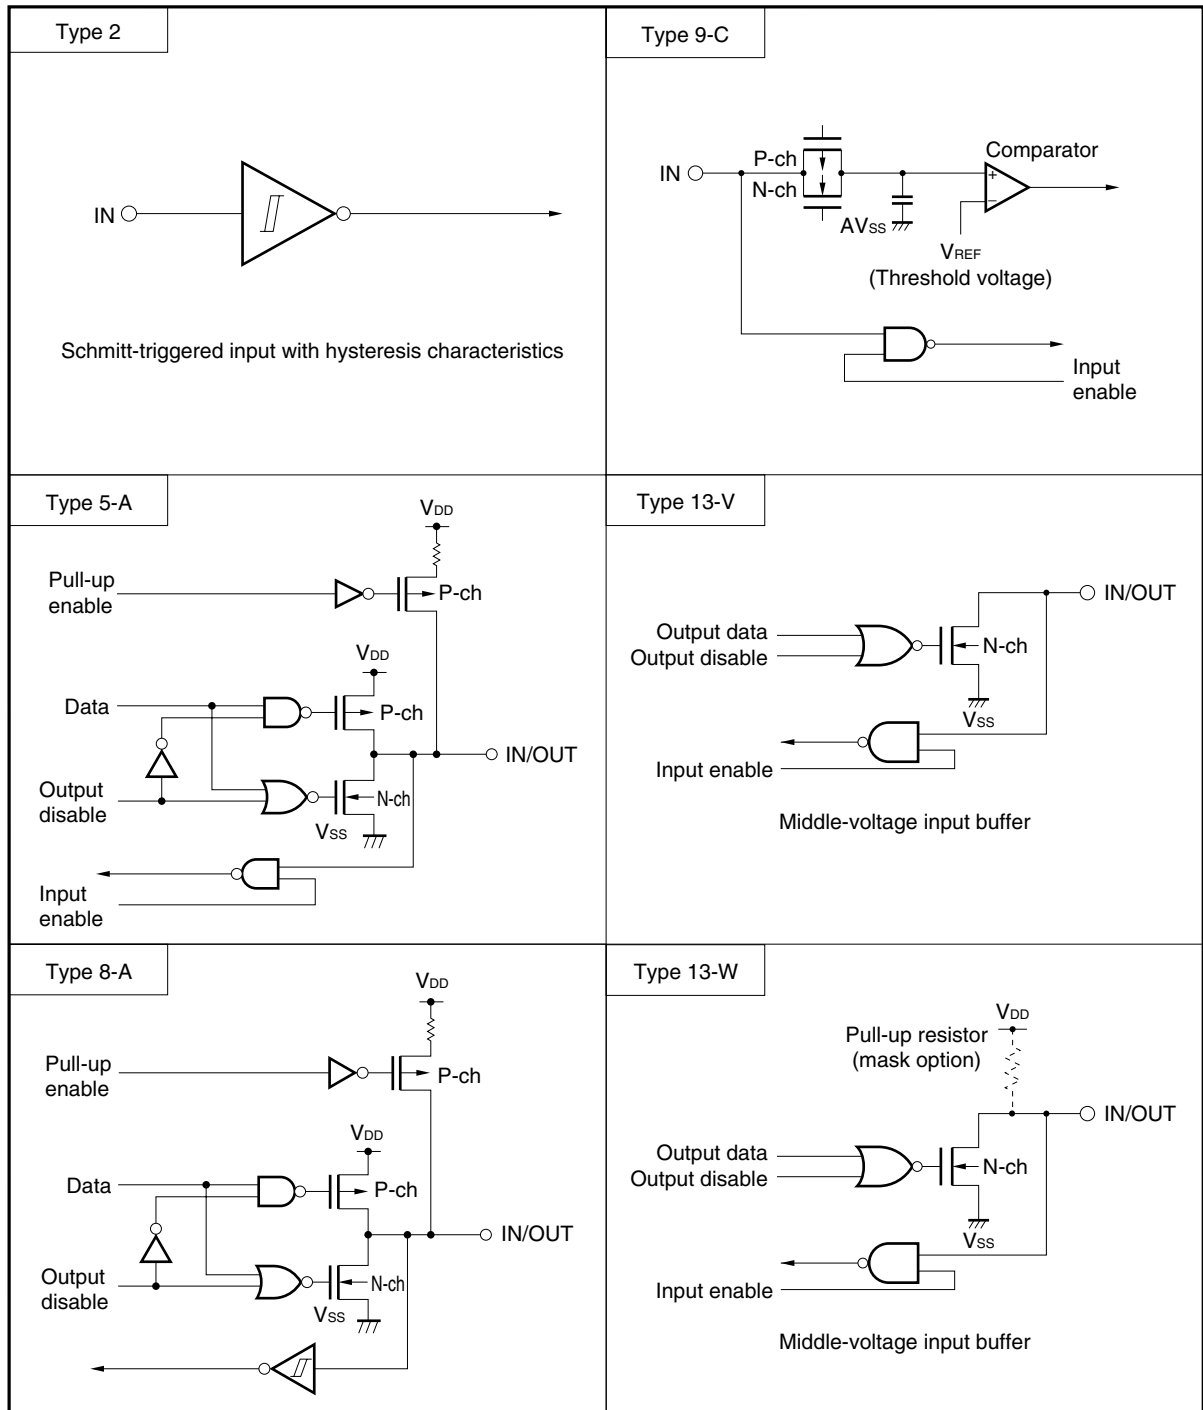 Type 2
IN
Schmitt-triggered input with hysteresis characteristics
Type 9-C
IN
P-ch
N-ch
Comparator
+
−
AVSS
VREF
(Threshold voltage)
Input
enable
Type 5-A
VDD
Pull-up
enable
P-ch
VDD
Data
P-ch
IN/OUT
Output
disable
N-ch
VSS
Input
enable
Type 13-V
IN/OUT
Output data
Output disable
N-ch
VSS
Input enable
Middle-voltage input buffer
Type 8-A
VDD
Pull-up
enable
P-ch
VDD
Data
P-ch
IN/OUT
Output
disable
N-ch
VSS
Type 13-W
VDD
Pull-up resistor
(mask option)
IN/OUT
Output data
Output disable
N-ch
VSS
Input enable
Middle-voltage input buffer